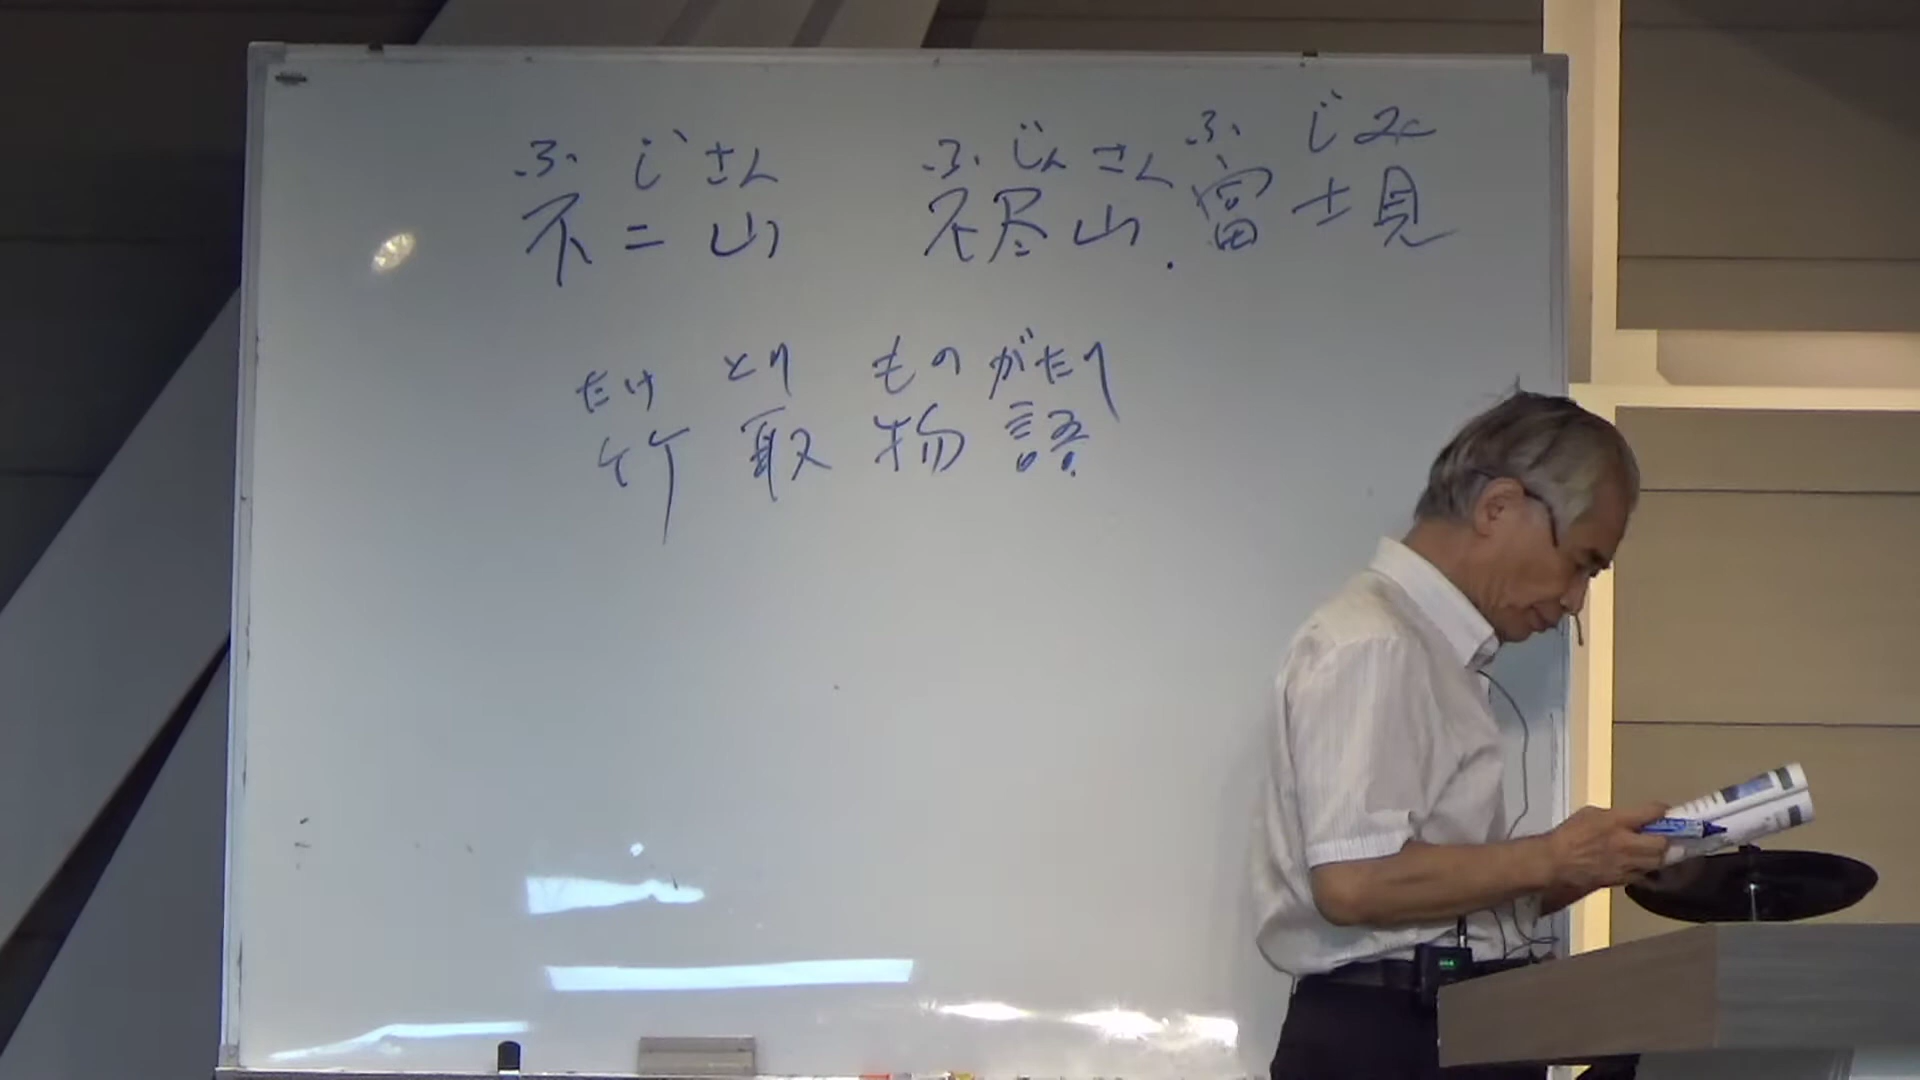 ふ じさん ふじんさん ふ じみ
不二山 不尽山.富士見
たけ とり もの がたり
竹取物語